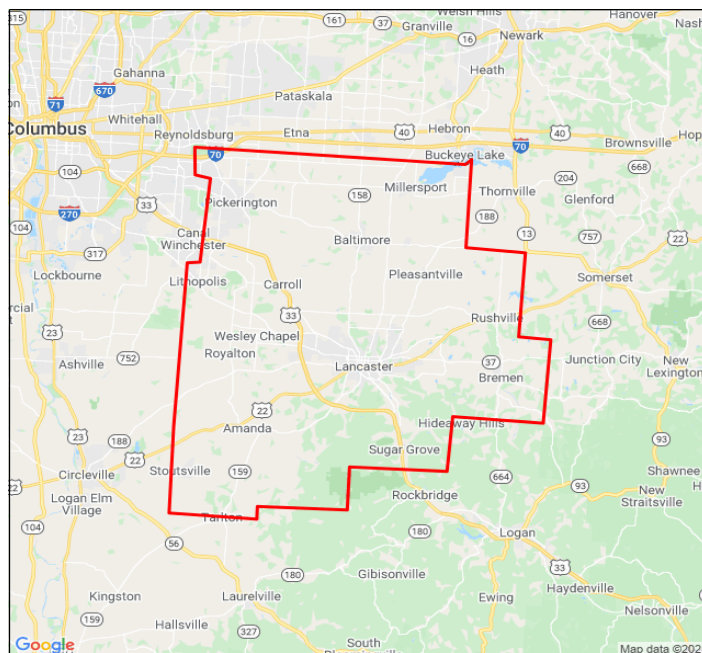 315
161
Granville
Welsh Hills
Newark
Hanover
Nash
Gahanna
16
670
71
Pataskala
Heath
Columbus
Whitehall
Reynoldsburg
Etna
40
Hebron
70
40
Brownsville
Hop
70
Buckeye Lake
668
104
158
Millersport
204
Thornville
Glenford
33
Pickerington
188
270
104
Canal
Winchester
Baltimore
13
757
22
317
Lockbourne
Lithopolis
Carroll
Pleasantville
Somerset
33
Rushville
668
23
Wesley Chapel
Ashville
752
Royalton
Lancaster
37
Bremen
Junction City
New
Lexington
22
Amanda
Hideaway Hills
23
188
93
22
22
Circleville
Stoutsville
159
Sugar Grove
664
93
Shawnee
Logan Elm
Village
Rockbridge
New
Straitsville
104
Tarlton
180
Logan
56
180
Gibisonville
33
Haydenville
Kingston
Laurelville
Ewing
Nelsonville
159
Hallsville
327
South
Google
Map data ©202